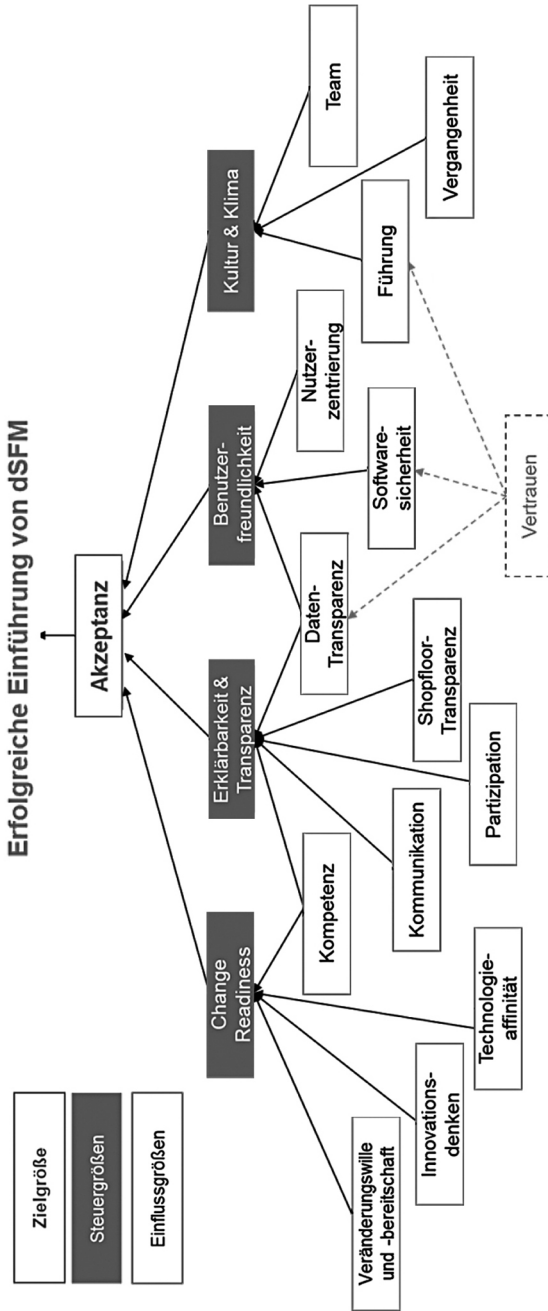 Erfolgreiche Einführung von dSFM
Zielgröße
Steuergrößen
Einflussgrößen
Akzeptanz
Change
Readiness
Erklärbarkeit &
Transparenz
Benutzer-
freundlichkeit
Kultur & Klima
Veränderungswille
und -bereitschaft
Innovations-
denken
Technologie-
affinität
Kompetenz
Kommunikation
Partizipation
Shopfloor-
Transparenz
Daten-
Transparenz
Software-
sicherheit
Nutzer-
zentrierung
Führung
Vergangenheit
Team
Vertrauen